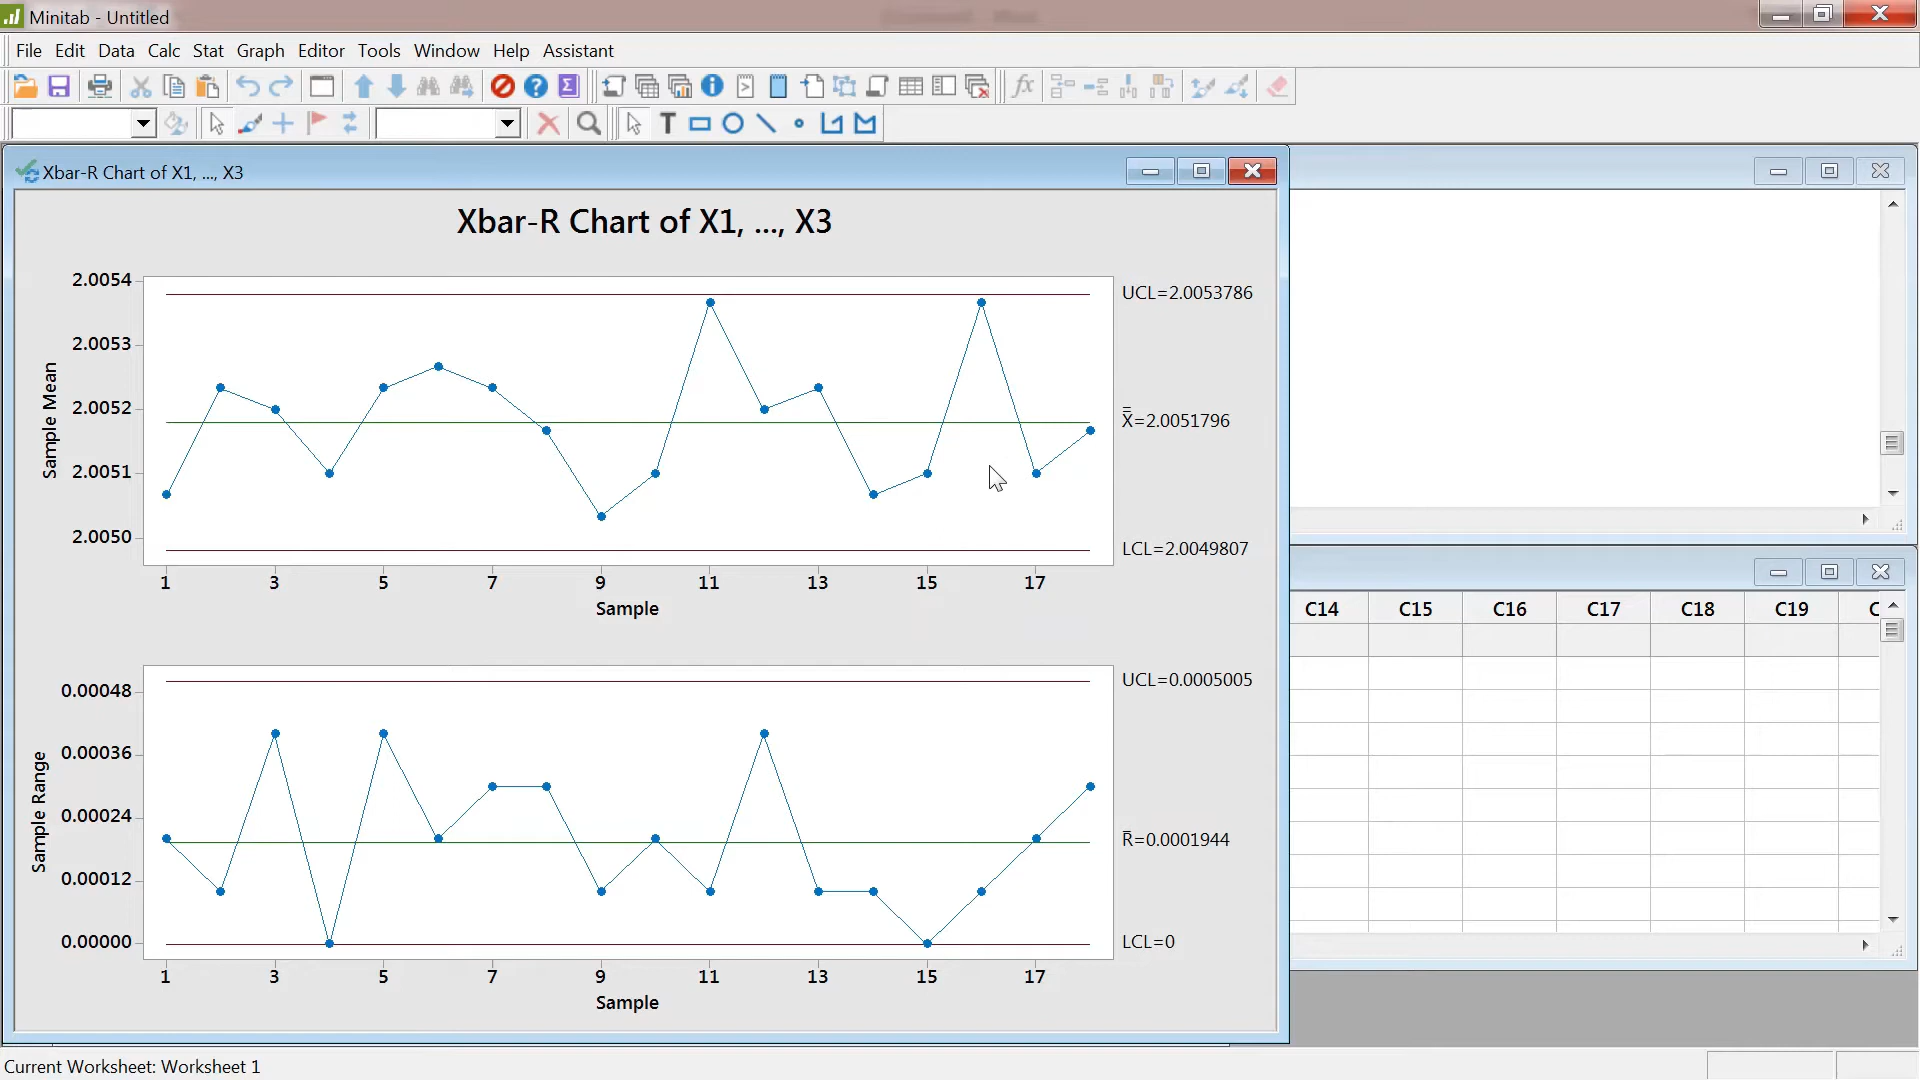 Minitab - Untitled
File Edit Data Calc Stat Graph Editor Tools Window Help Assistant
Xbar-R Chart of X1, ..., X3
Xbar-R Chart of X1, ..., X3
2.0054
2.0053
2.0052
2.0051
2.0050
Sample Mean
UCL=2.0053786
X̿=2.0051796
LCL=2.0049807
1 3 5 7 9 11 13 15 17
Sample
0.00048
0.00036
0.00024
0.00012
0.00000
Sample Range
UCL=0.0005005
R̄=0.0001944
LCL=0
1 3 5 7 9 11 13 15 17
Sample
C14 C15 C16 C17 C18 C19
Current Worksheet: Worksheet 1